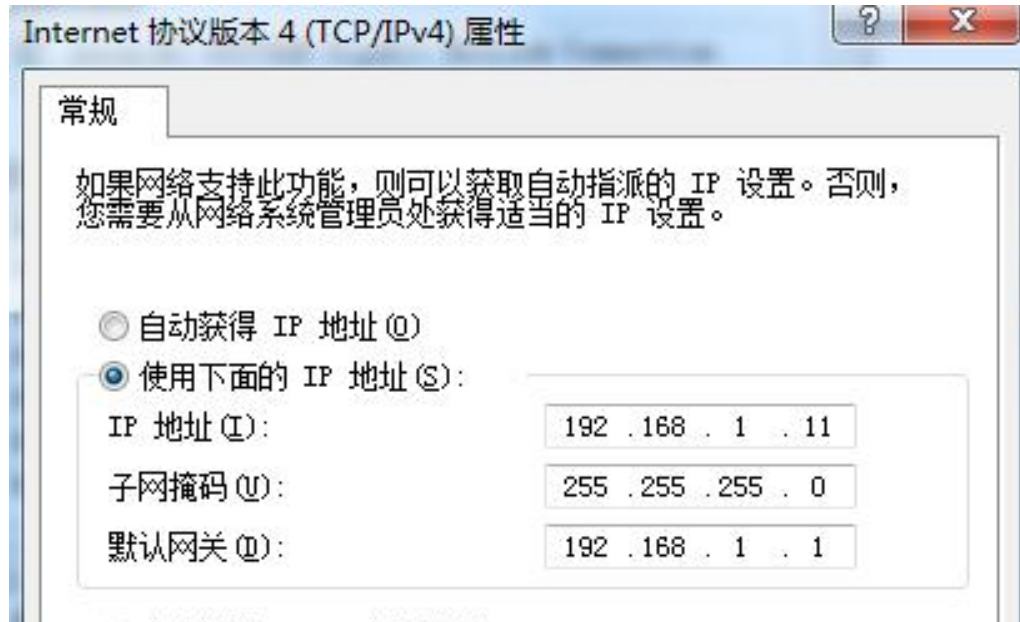 Internet 协议版本 4 (TCP/IPv4) 属性
常规
如果网络支持此功能，则可以获取自动指派的 IP 设置。否则，
您需要从网络系统管理员处获得适当的 IP 设置。
自动获得 IP 地址(O)
使用下面的 IP 地址(S):
IP 地址(I): 192 .168 . 1 . 11
子网掩码(U): 255 .255 .255 . 0
默认网关(D): 192 .168 . 1 . 1